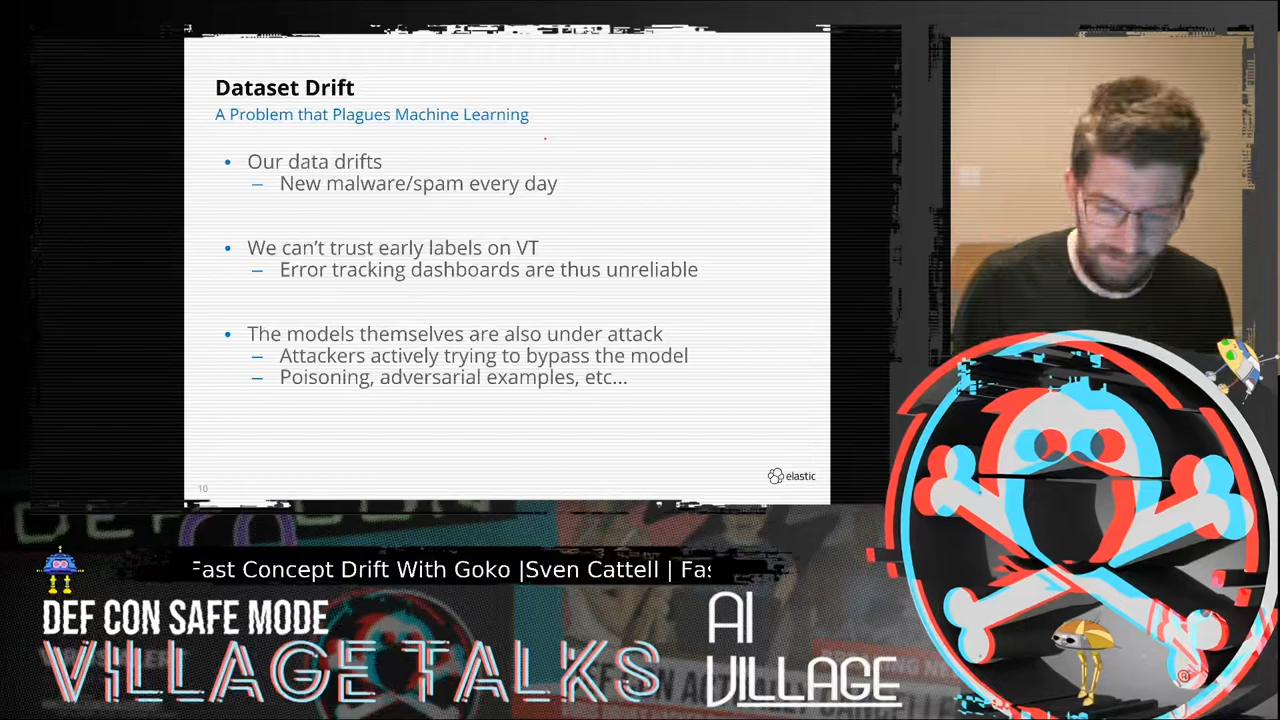 Dataset Drift
A Problem that Plagues Machine Learning
• Our data drifts
– New malware/spam every day
• We can't trust early labels on VT
– Error tracking dashboards are thus unreliable
• The models themselves are also under attack
– Attackers actively trying to bypass the model
– Poisoning, adversarial examples, etc...
elastic
10
DEF CON
Fast Concept Drift With Goko |Sven Cattell | Fas
DEF CON SAFE MODE
VILLAGE TALKS
AI
VILLAGE
®